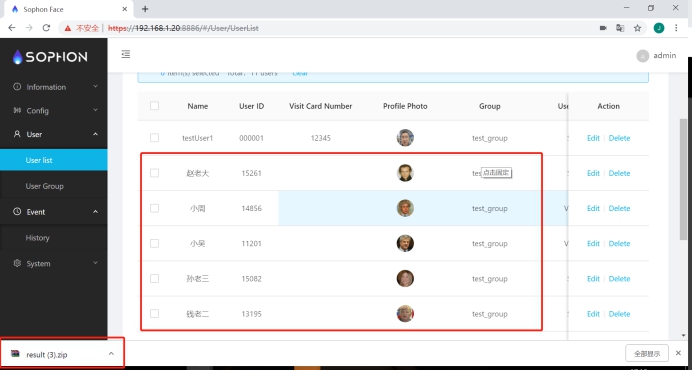 Sophon Face
不安全 | https://192.168.1.20:8886/#/User/UserList
SOPHON
admin
Information
Config
User
User list
User Group
Event
History
System
0 item(s) selected Total: 11 users Clear
Name User ID Visit Card Number Profile Photo Group Us Action
testUser1 000001 12345 test_group Edit Delete
赵老大 15261 tes 点击固定 Edit Delete
小周 14856 test_group V Edit Delete
小吴 11201 test_group Edit Delete
孙老三 15082 test_group Edit Delete
钱老二 13195 test_group Edit Delete
result (3).zip
全部显示